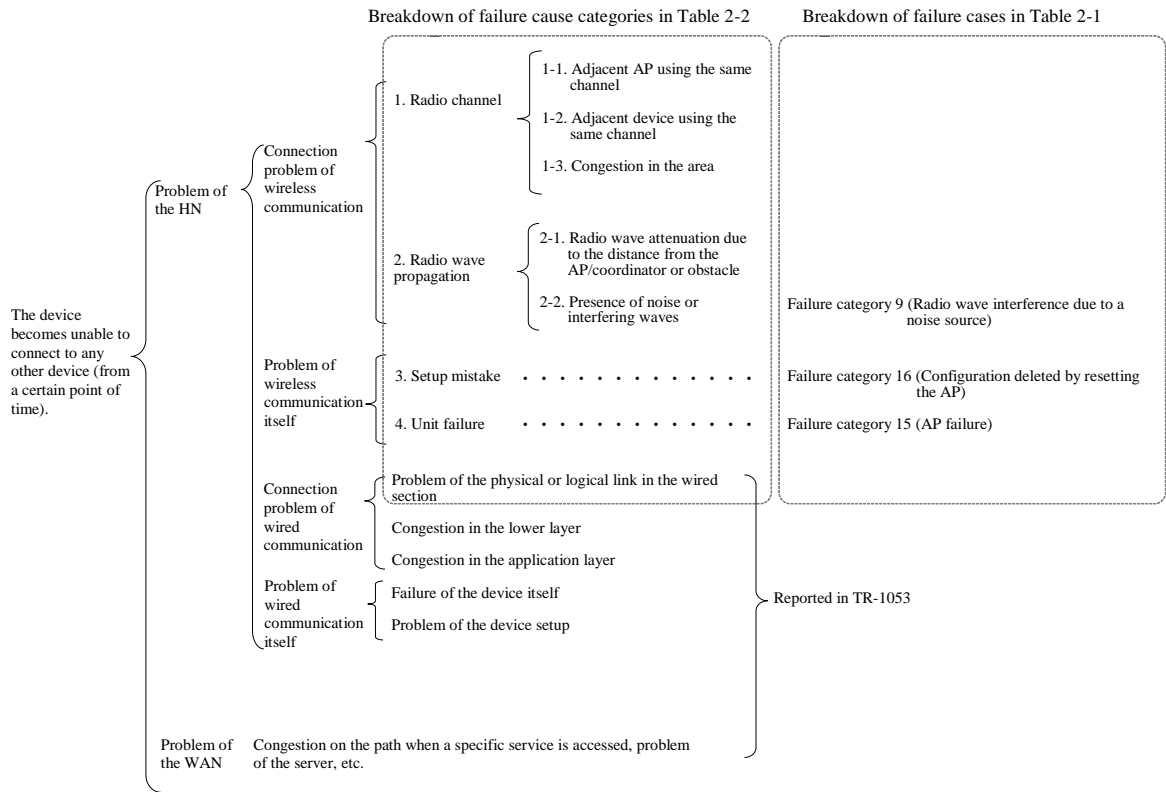 Breakdown of failure cause categories in Table 2-2
Breakdown of failure cases in Table 2-1
The device
becomes unable to
connect to any
other device (from
a certain point of
time).
Problem of
the HN
Connection
problem of
wireless
communication
1. Radio channel
1-1. Adjacent AP using the same
channel
1-2. Adjacent device using the
same channel
1-3. Congestion in the area
2. Radio wave
propagation
2-1. Radio wave attenuation due
to the distance from the
AP/coordinator or obstacle
2-2. Presence of noise or
interfering waves
Failure category 9 (Radio wave interference due to a
noise source)
Problem of
wireless
communication
itself
3. Setup mistake . . . . . . . . . . . . .
Failure category 16 (Configuration deleted by resetting
the AP)
4. Unit failure . . . . . . . . . . . . .
Failure category 15 (AP failure)
Connection
problem of
wired
communication
Problem of the physical or logical link in the wired
section
Congestion in the lower layer
Congestion in the application layer
Problem of
wired
communication
itself
Failure of the device itself
Problem of the device setup
Reported in TR-1053
Problem of
the WAN
Congestion on the path when a specific service is accessed, problem
of the server, etc.